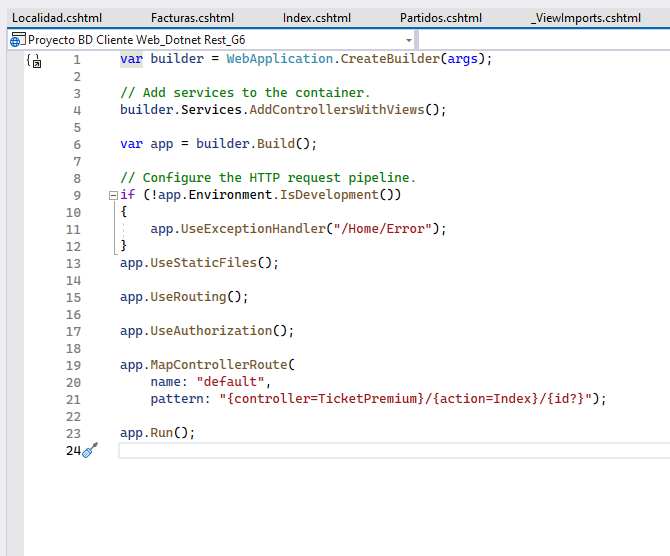 Localidad.cshtml Facturas.cshtml Index.cshtml Partidos.cshtml _ViewImports.cshtml
Proyecto BD Cliente Web_Dotnet Rest_G6
1 var builder = WebApplication.CreateBuilder(args);
2
3 // Add services to the container.
4 builder.Services.AddControllersWithViews();
5
6 var app = builder.Build();
7
8 // Configure the HTTP request pipeline.
9 if (!app.Environment.IsDevelopment())
10 {
11 app.UseExceptionHandler("/Home/Error");
12 }
13 app.UseStaticFiles();
14
15 app.UseRouting();
16
17 app.UseAuthorization();
18
19 app.MapControllerRoute(
20 name: "default",
21 pattern: "{controller=TicketPremium}/{action=Index}/{id?}");
22
23 app.Run();
24